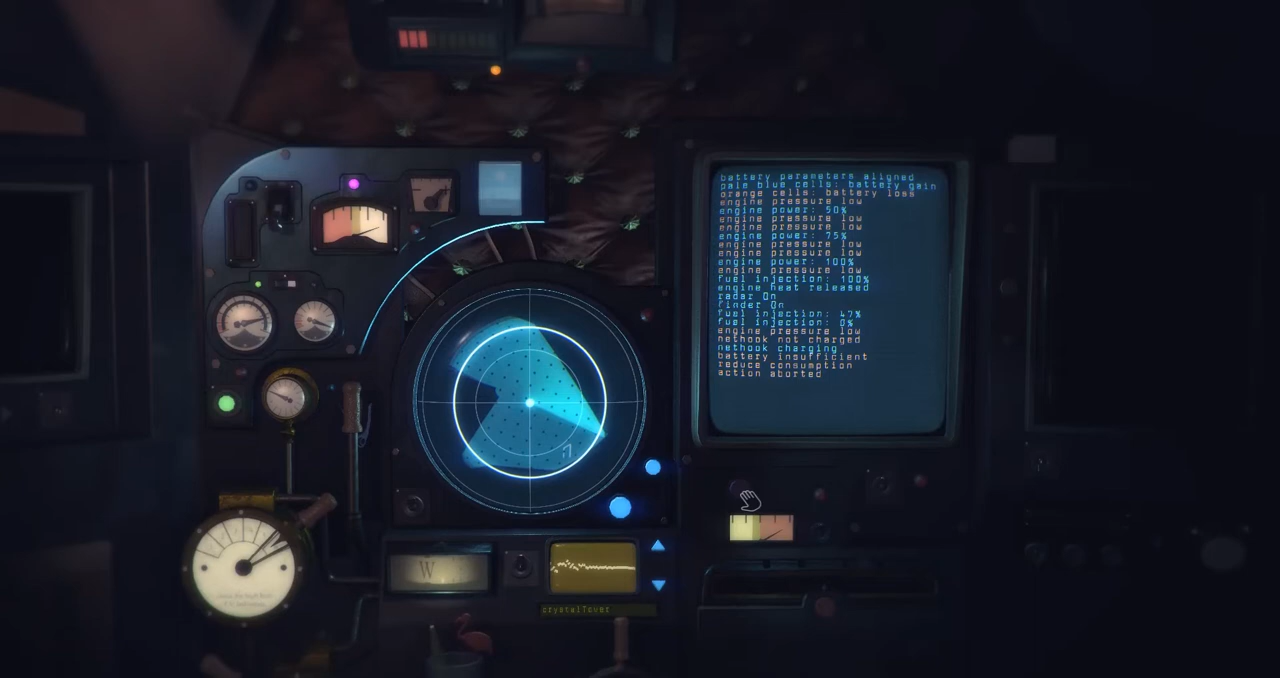 battery parameters aligned
pale blue cells: battery gain
orange cells: battery loss
engine pressure low
engine power: 50%
engine pressure low
engine pressure low
engine power: 75%
engine pressure low
engine pressure low
engine power: 100%
engine pressure low
fuel injection: 100%
engine heat released
radar On
finder On
fuel injection: 47%
fuel injection: 0%
engine pressure low
nethook not charged
nethook charging
battery insufficient
reduce consumption
action aborted
W
crystalTower